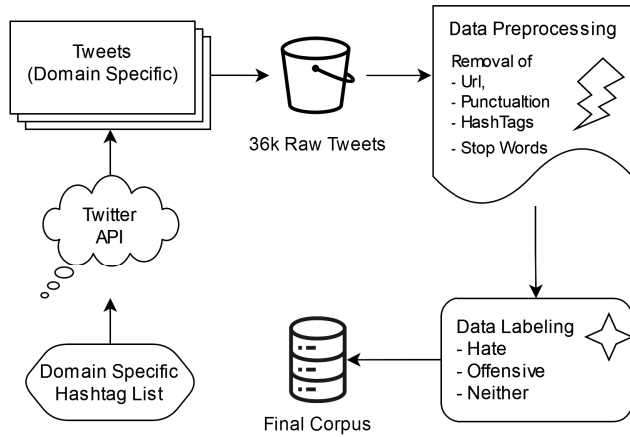 Tweets
(Domain Specific)
36k Raw Tweets
Data Preprocessing
Removal of
- Url,
- Punctualtion
- HashTags
- Stop Words
Twitter
API
Domain Specific
Hashtag List
Data Labeling
- Hate
- Offensive
- Neither
Final Corpus